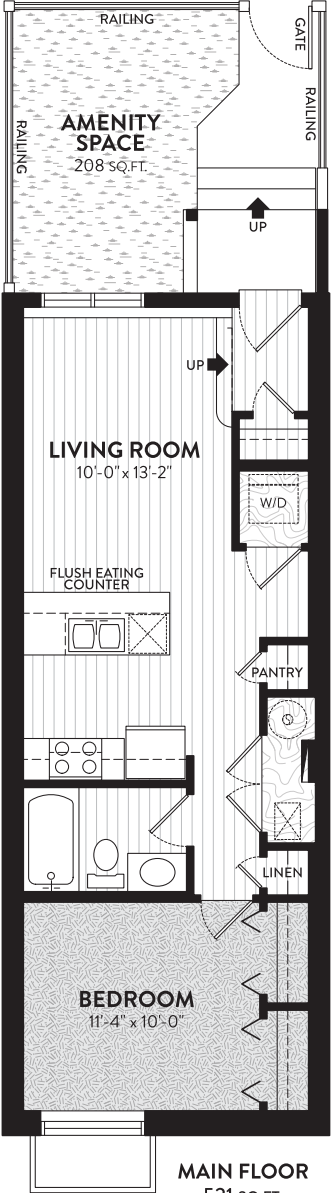 RAILING
GATE
RAILING
RAILING
AMENITY
SPACE
208 SQ.FT.
UP
UP
LIVING ROOM
10'-0" x 13'-2"
W/D
FLUSH EATING
COUNTER
PANTRY
LINEN
BEDROOM
11'-4" x 10'-0"
MAIN FLOOR